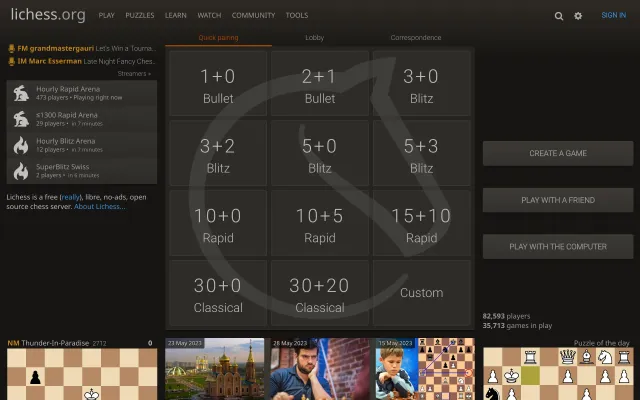 lichess.org PLAY PUZZLES LEARN WATCH COMMUNITY TOOLS SIGN IN
FM grandmastergauri Let's Win a Tourna...
IM Marc Esserman Late Night Fancy Ches...
Streamers »
Hourly Rapid Arena
473 players • Playing right now
≤1300 Rapid Arena
29 players • in 7 minutes
Hourly Blitz Arena
12 players • in 7 minutes
SuperBlitz Swiss
2 players • in 6 minutes
Lichess is a free (really), libre, no-ads, open
source chess server. About Lichess...
Quick pairing Lobby Correspondence
1+0
Bullet
2+1
Bullet
3+0
Blitz
3+2
Blitz
5+0
Blitz
5+3
Blitz
10+0
Rapid
10+5
Rapid
15+10
Rapid
30+0
Classical
30+20
Classical
Custom
CREATE A GAME
PLAY WITH A FRIEND
PLAY WITH THE COMPUTER
82,593 players
35,713 games in play
NM Thunder-In-Paradise 2712 0
23 May 2023
28 May 2023
15 May 2023
Puzzle of the day